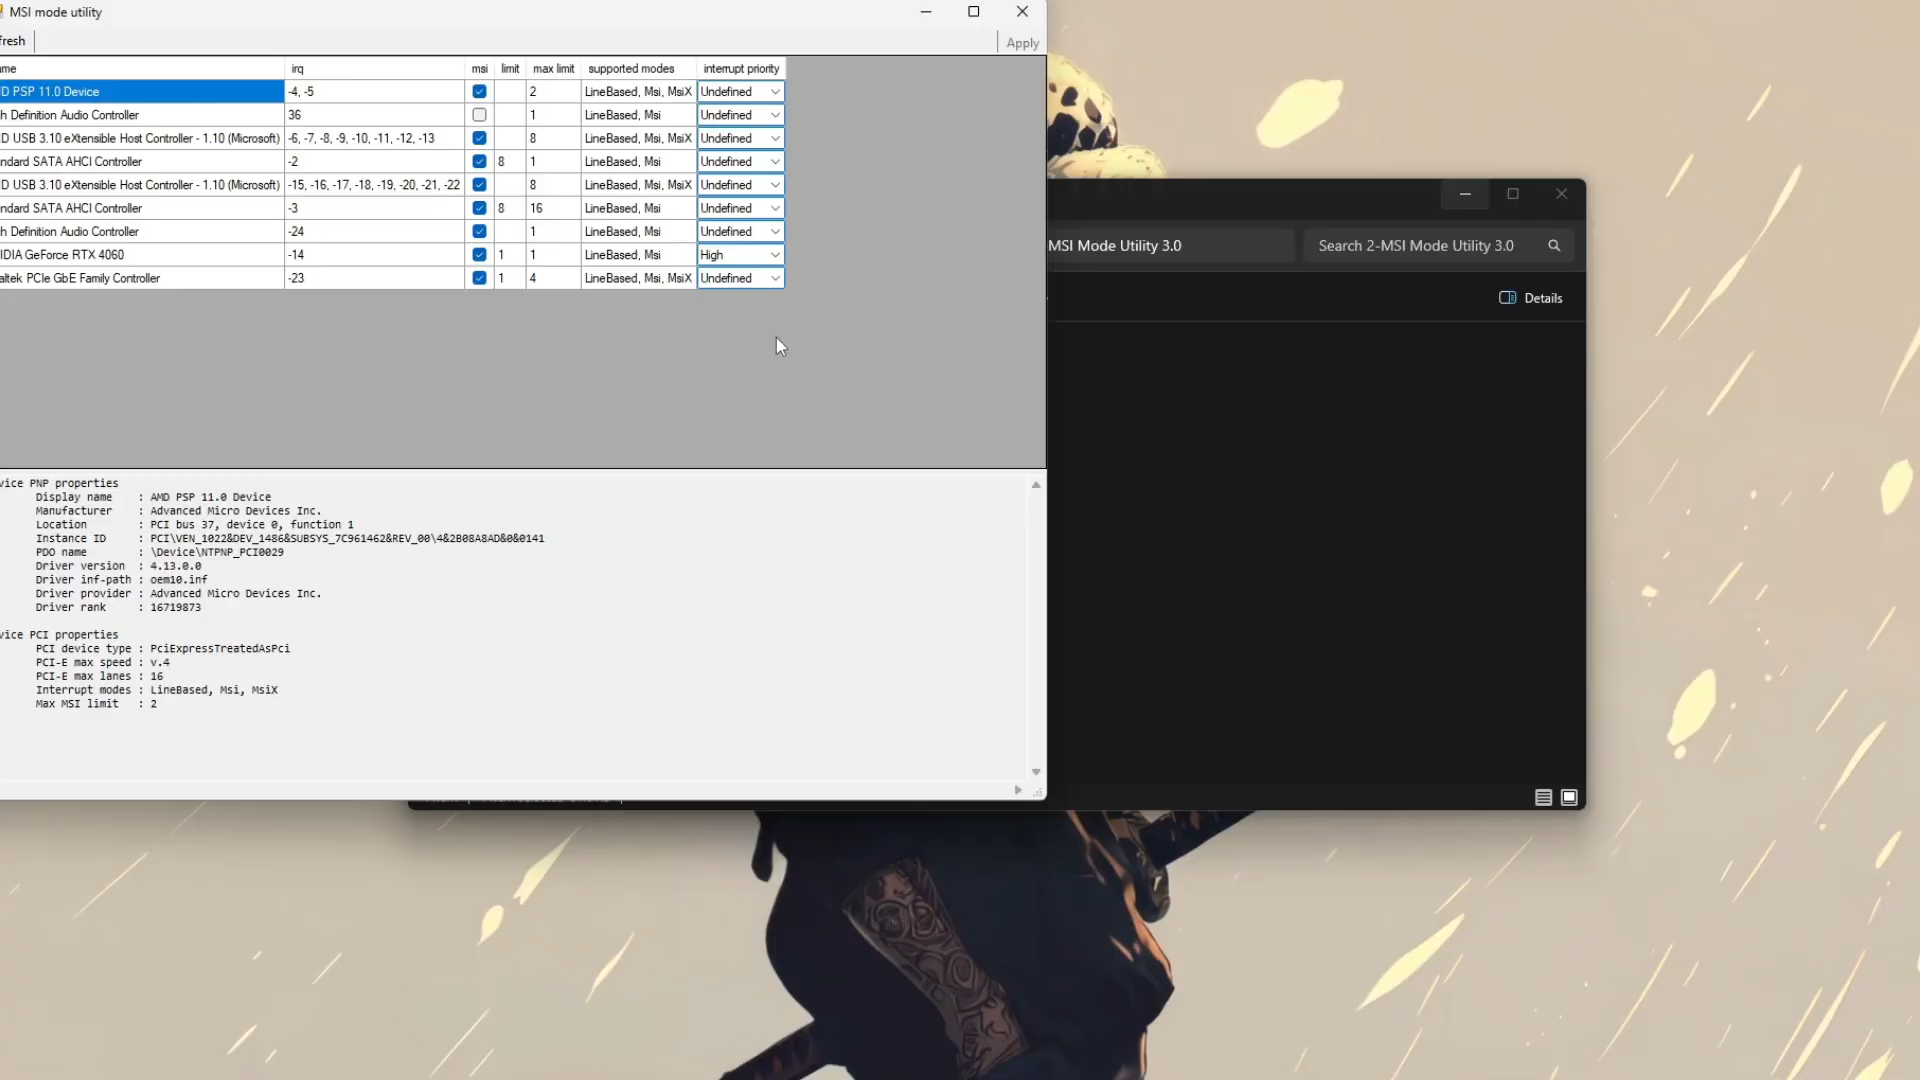 MSI mode utility
fresh
Apply
me irq msi limit max limit supported modes interrupt priority
D PSP 11.0 Device -4, -5 2 LineBased, Msi, MsiX Undefined
h Definition Audio Controller 36 1 LineBased, Msi Undefined
D USB 3.10 eXtensible Host Controller - 1.10 (Microsoft) -6, -7, -8, -9, -10, -11, -12, -13 8 LineBased, Msi, MsiX Undefined
ndard SATA AHCI Controller -2 8 1 LineBased, Msi Undefined
D USB 3.10 eXtensible Host Controller - 1.10 (Microsoft) -15, -16, -17, -18, -19, -20, -21, -22 8 LineBased, Msi, MsiX Undefined
ndard SATA AHCI Controller -3 8 16 LineBased, Msi Undefined
h Definition Audio Controller -24 1 LineBased, Msi Undefined
IDIA GeForce RTX 4060 -14 1 1 LineBased, Msi High
altek PCIe GbE Family Controller -23 1 4 LineBased, Msi, MsiX Undefined
MSI Mode Utility 3.0
Search 2-MSI Mode Utility 3.0
Details
vice PNP properties
Display name : AMD PSP 11.0 Device
Manufacturer : Advanced Micro Devices Inc.
Location : PCI bus 37, device 0, function 1
Instance ID : PCI\VEN_1022&DEV_1486&SUBSYS_7C961462&REV_00\4&2B08A8AD&0&0141
PDO name : \Device\NTPNP_PCI0029
Driver version : 4.13.0.0
Driver inf-path : oem10.inf
Driver provider : Advanced Micro Devices Inc.
Driver rank : 16719873
vice PCI properties
PCI device type : PciExpressTreatedAsPci
PCI-E max speed : v.4
PCI-E max lanes : 16
Interrupt modes : LineBased, Msi, MsiX
Max MSI limit : 2